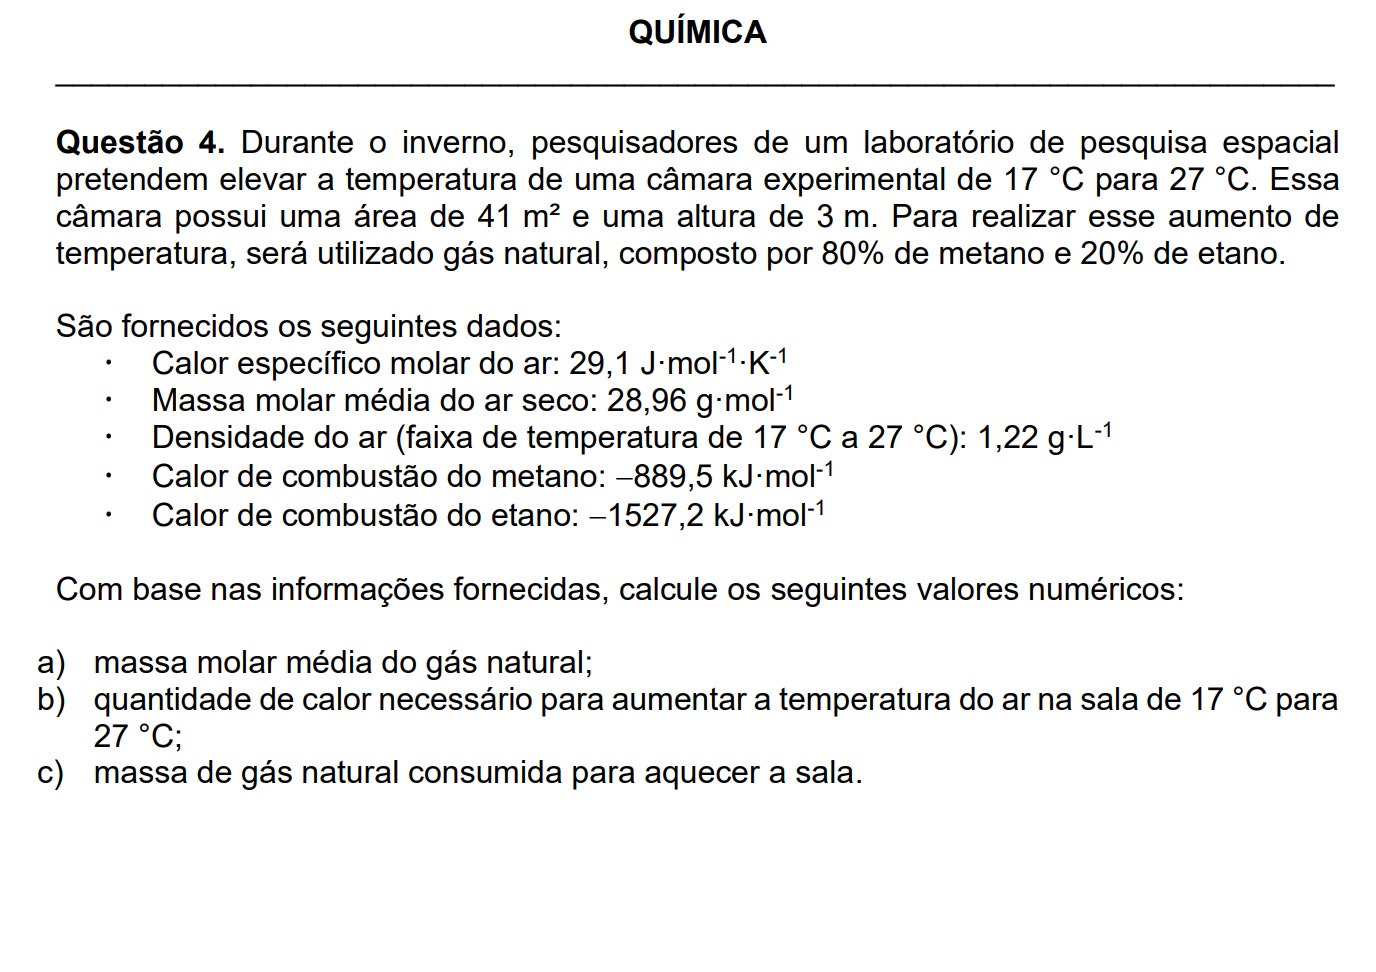 QUÍMICA
Questão 4. Durante o inverno, pesquisadores de um laboratório de pesquisa espacial
pretendem elevar a temperatura de uma câmara experimental de 17 °C para 27 °C. Essa
câmara possui uma área de 41 m² e uma altura de 3 m. Para realizar esse aumento de
temperatura, será utilizado gás natural, composto por 80% de metano e 20% de etano.
São fornecidos os seguintes dados:
· Calor específico molar do ar: 29,1 J·mol⁻¹·K⁻¹
· Massa molar média do ar seco: 28,96 g·mol⁻¹
· Densidade do ar (faixa de temperatura de 17 °C a 27 °C): 1,22 g·L⁻¹
· Calor de combustão do metano: −889,5 kJ·mol⁻¹
· Calor de combustão do etano: −1527,2 kJ·mol⁻¹
Com base nas informações fornecidas, calcule os seguintes valores numéricos:
a) massa molar média do gás natural;
b) quantidade de calor necessário para aumentar a temperatura do ar na sala de 17 °C para
27 °C;
c) massa de gás natural consumida para aquecer a sala.